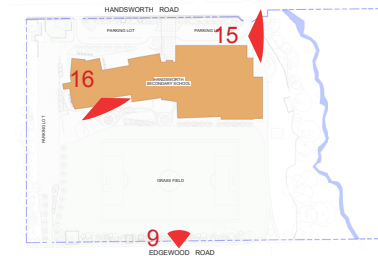 HANDSWORTH ROAD
PARKING LOT
PARKING LOT
15
16
HANDSWORTH
SECONDARY SCHOOL
PARKING LOT
GRASS FIELD
9
EDGEWOOD ROAD